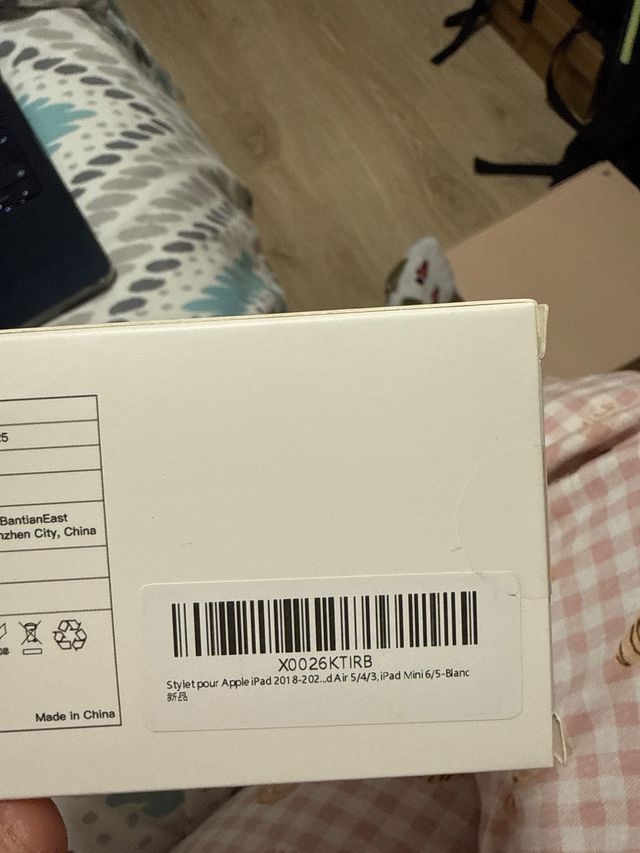 BantianEast
nzhen City, China
Made in China
X0026KTIRB
Stylet pour Apple iPad 2018-202...d Air 5/4/3, iPad Mini 6/5-Blanc
新品